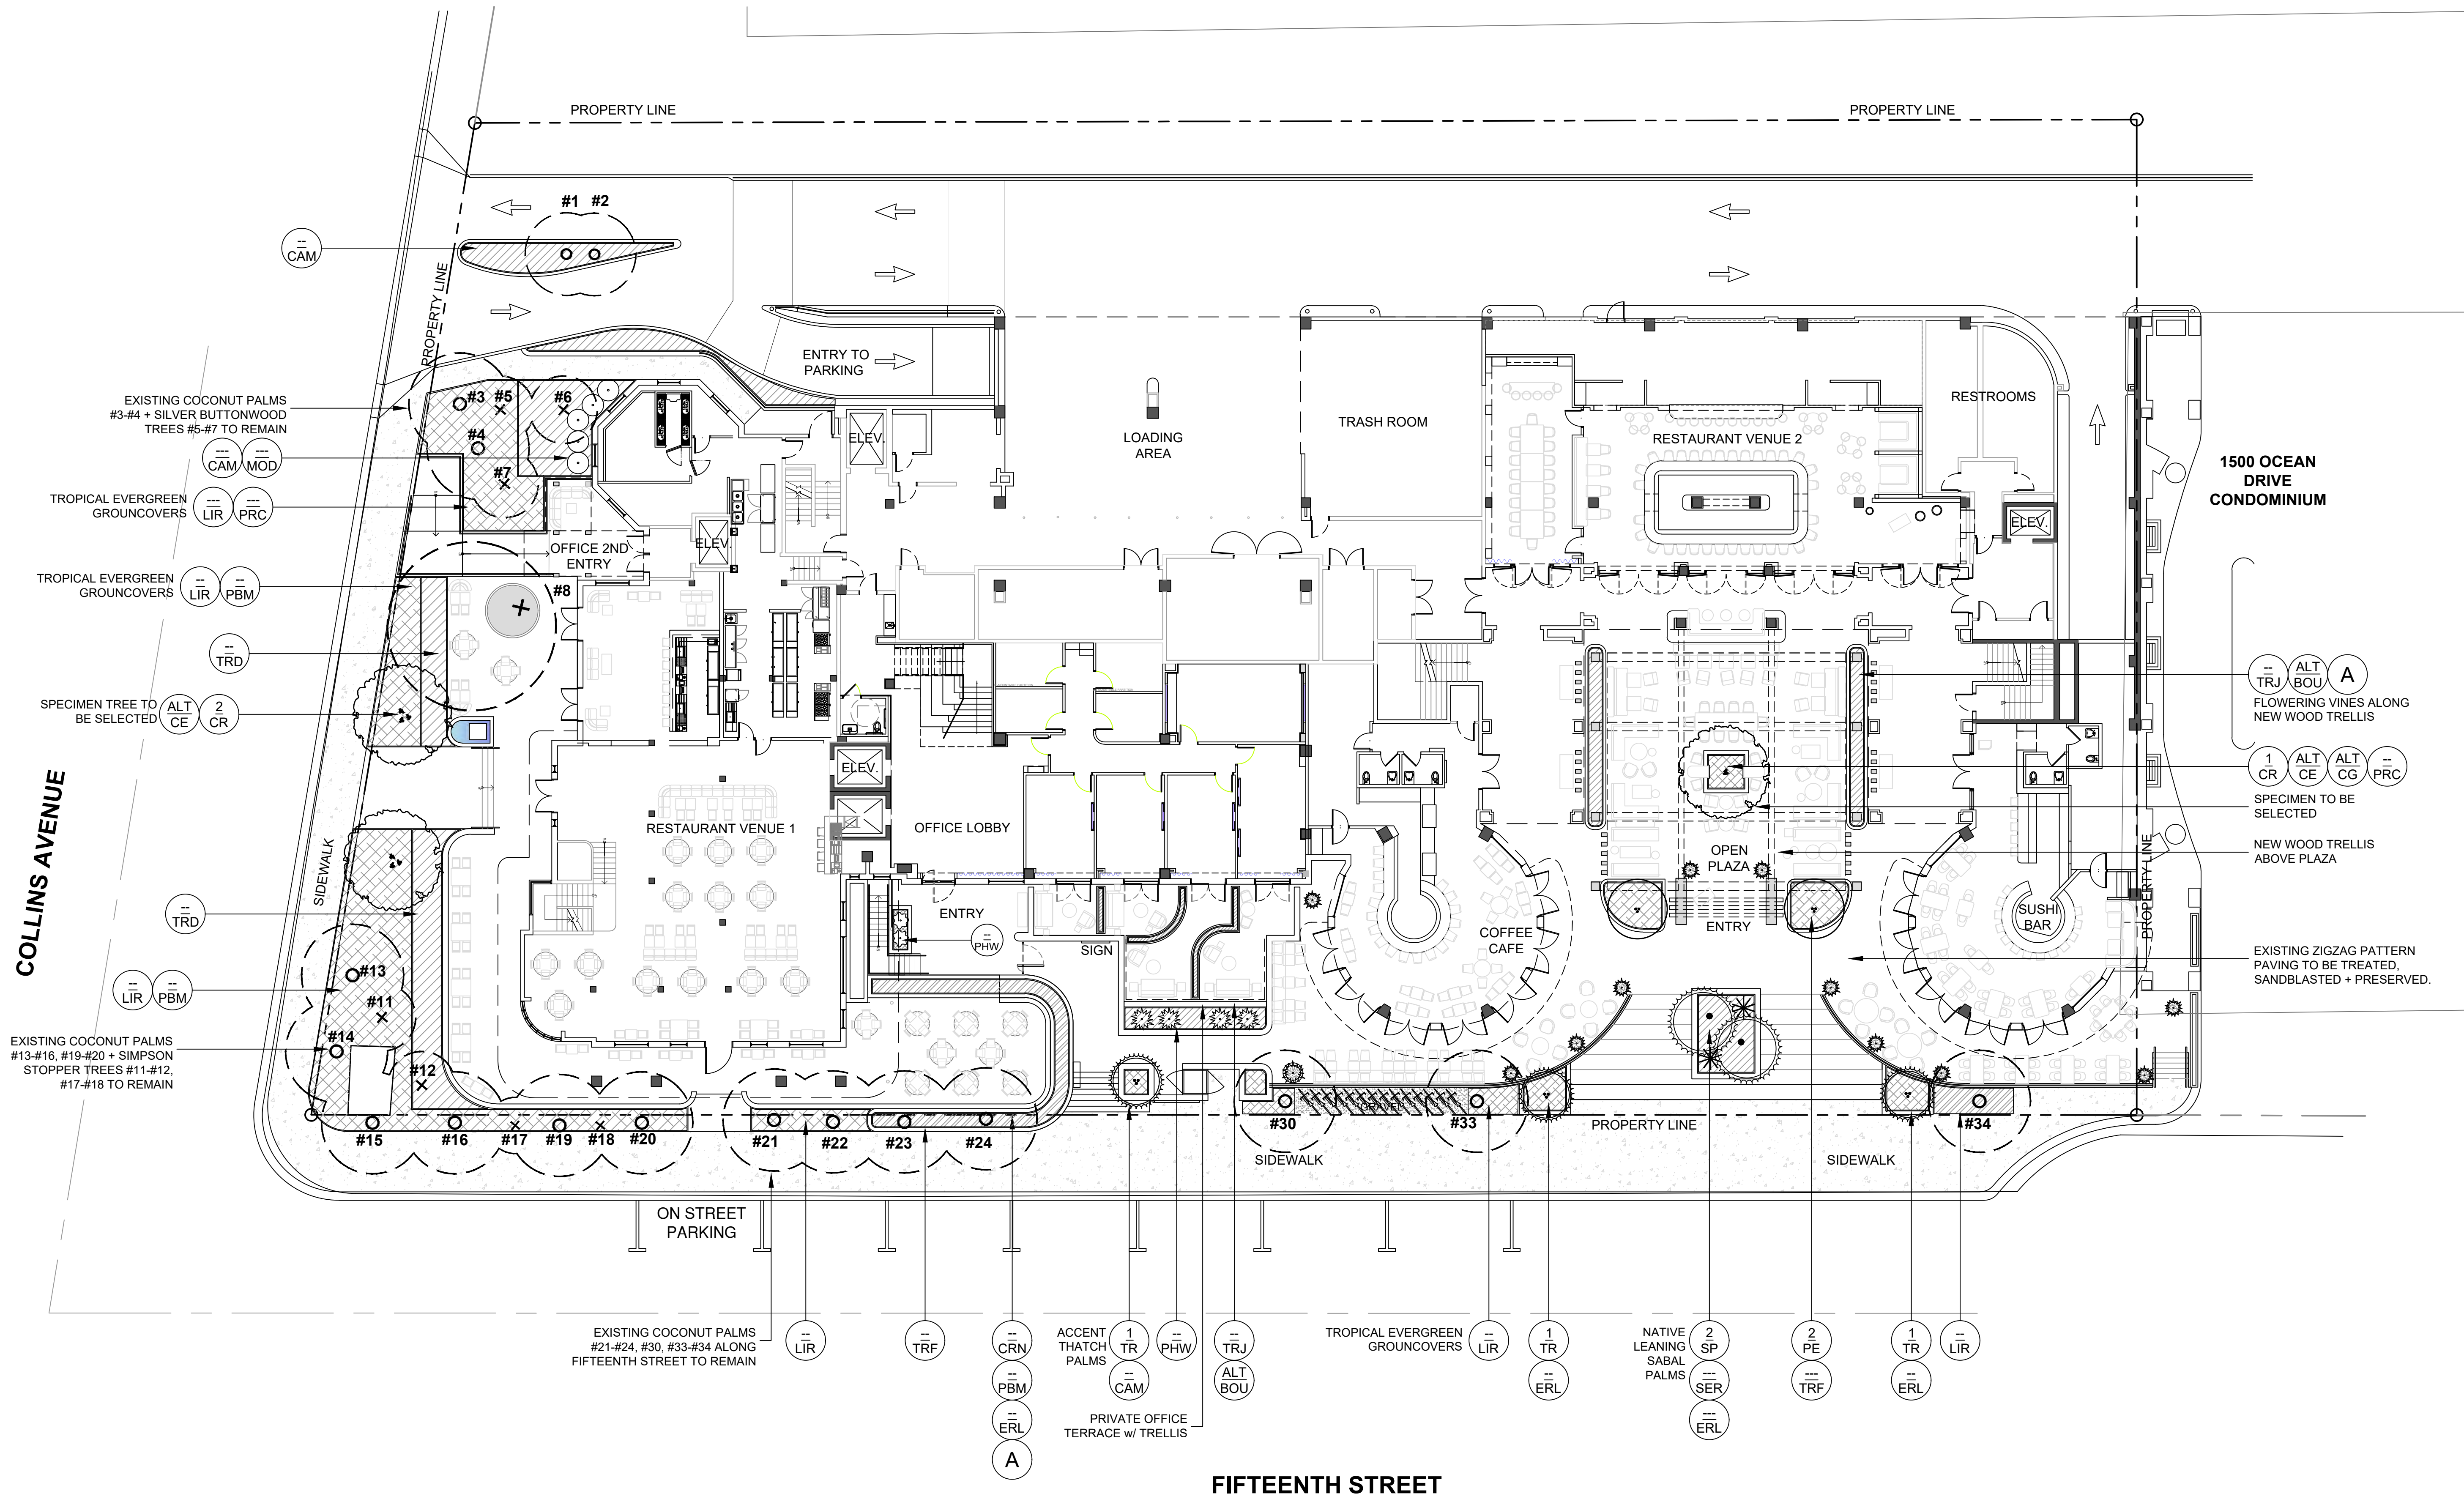 PROPERTY LINE
PROPERTY LINE
#1 #2
--
CAM
PROPERTY LINE
ENTRY TO
PARKING
EXISTING COCONUT PALMS
#3-#4 + SILVER BUTTONWOOD
TREES #5-#7 TO REMAIN
#3
#5
#6
#4
#7
---
CAM
---
MOD
TROPICAL EVERGREEN
GROUNCOVERS
---
LIR
---
PRC
OFFICE 2ND
ENTRY
ELEV.
ELEV.
LOADING
AREA
TRASH ROOM
RESTAURANT VENUE 2
RESTROOMS
ELEV.
1500 OCEAN
DRIVE
CONDOMINIUM
TROPICAL EVERGREEN
GROUNCOVERS
--
LIR
--
PBM
#8
--
TRD
SPECIMEN TREE TO
BE SELECTED
ALT
CE
2
CR
--
TRJ
ALT
BOU
A
FLOWERING VINES ALONG
NEW WOOD TRELLIS
1
CR
ALT
CE
ALT
CG
--
PRC
SPECIMEN TO BE
SELECTED
NEW WOOD TRELLIS
ABOVE PLAZA
ELEV.
RESTAURANT VENUE 1
OFFICE LOBBY
OPEN
PLAZA
COLLINS AVENUE
SIDEWALK
--
TRD
ENTRY
--
PHW
SIGN
COFFEE
CAFE
ENTRY
SUSHI
BAR
PROPERTY LINE
EXISTING ZIGZAG PATTERN
PAVING TO BE TREATED,
SANDBLASTED + PRESERVED.
--
LIR
--
PBM
#13
#11
EXISTING COCONUT PALMS
#13-#16, #19-#20 + SIMPSON
STOPPER TREES #11-#12,
#17-#18 TO REMAIN
#14
#12
#15
#16
#17
#19
#18
#20
#21
#22
#23
#24
#30
GRAVEL
#33
#34
PROPERTY LINE
SIDEWALK
SIDEWALK
ON STREET
PARKING
EXISTING COCONUT PALMS
#21-#24, #30, #33-#34 ALONG
FIFTEENTH STREET TO REMAIN
--
LIR
--
TRF
--
CRN
--
PBM
--
ERL
A
ACCENT
THATCH
PALMS
1
TR
--
CAM
--
PHW
PRIVATE OFFICE
TERRACE w/ TRELLIS
--
TRJ
ALT
BOU
TROPICAL EVERGREEN
GROUNCOVERS
--
LIR
1
TR
--
ERL
NATIVE
LEANING
SABAL
PALMS
2
SP
---
SER
---
ERL
2
PE
---
TRF
1
TR
--
ERL
--
LIR
FIFTEENTH STREET